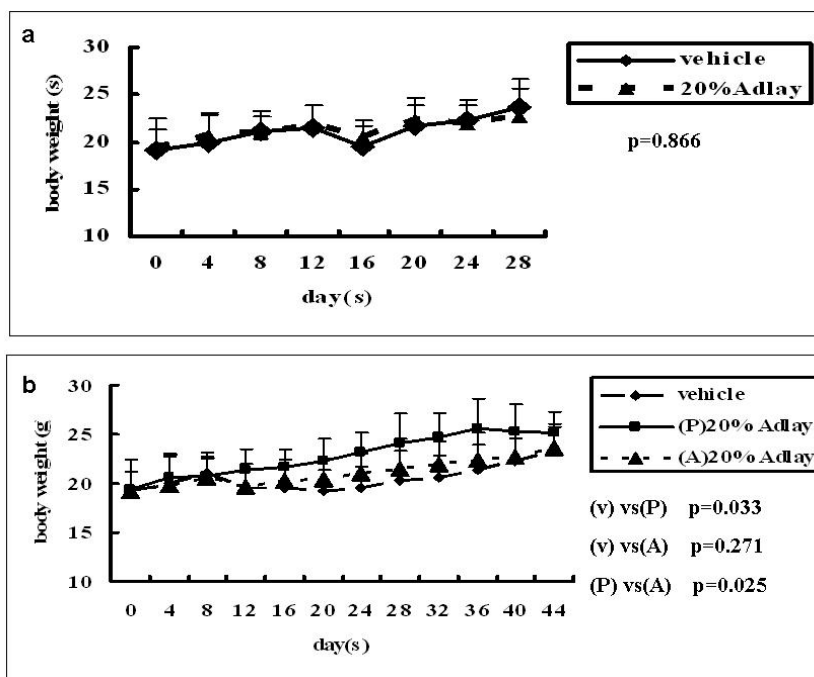 a
30
25
20
15
10
body weight (s)
0 4 8 12 16 20 24 28
day(s)
vehicle
20%Adlay
p=0.866
b
30
25
20
15
10
body weight (g
0 4 8 12 16 20 24 28 32 36 40 44
day(s)
vehicle
(P)20% Adlay
(A)20% Adlay
(v) vs(P) p=0.033
(v) vs(A) p=0.271
(P) vs(A) p=0.025